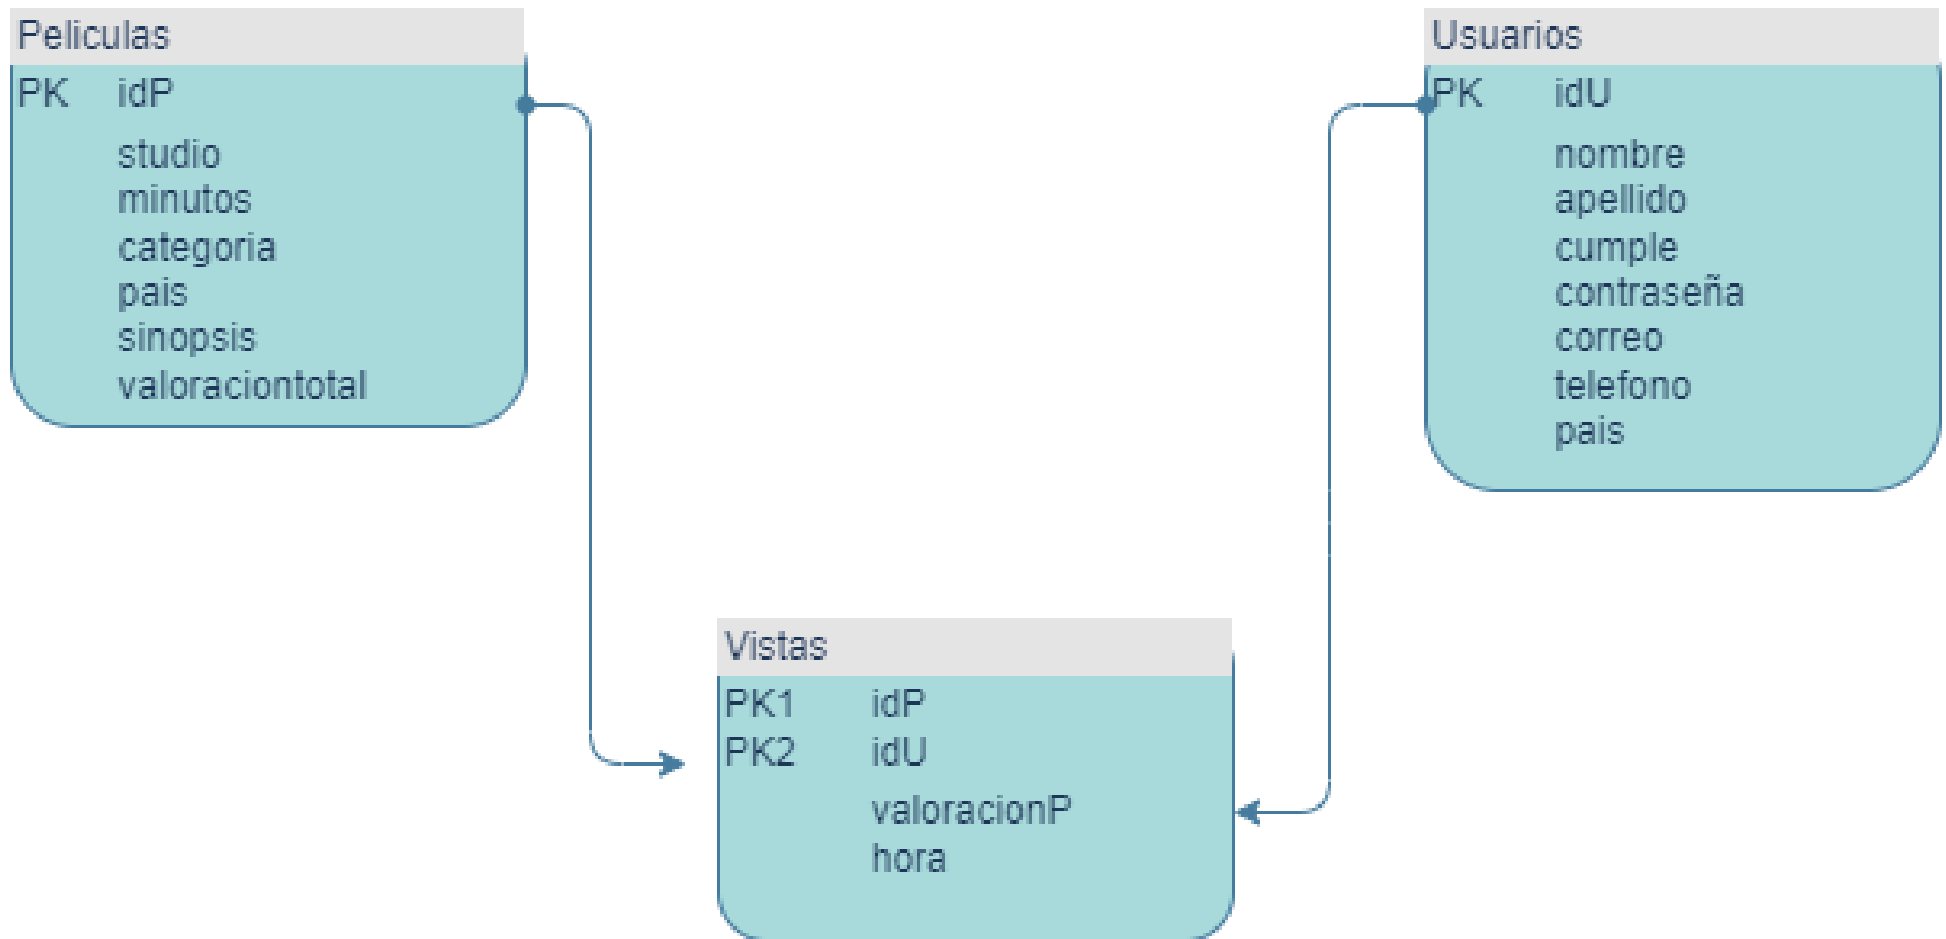 Peliculas
PK idP
studio
minutos
categoria
pais
sinopsis
valoraciontotal
Usuarios
PK idU
nombre
apellido
cumple
contraseña
correo
telefono
pais
Vistas
PK1 idP
PK2 idU
valoracionP
hora